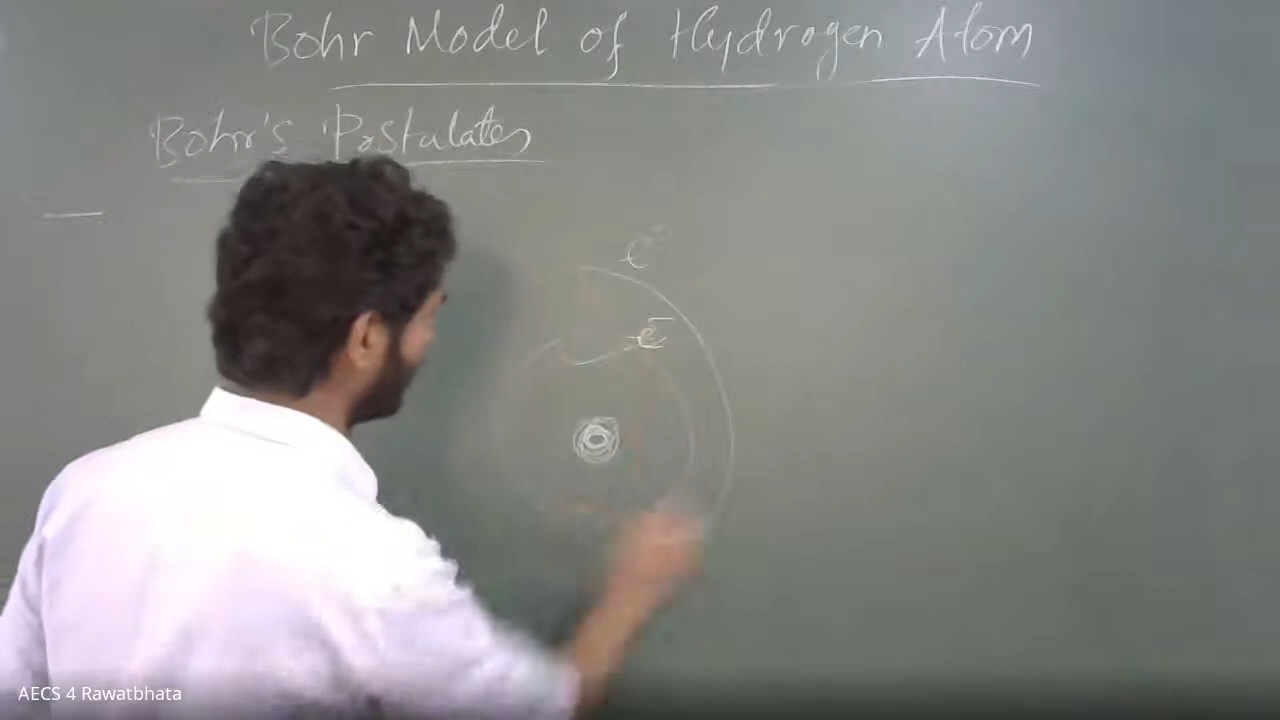 Bohr Model of Hydrogen Atom
Bohr's Postulates
e⁻
e⁻
AECS 4 Rawatbhata